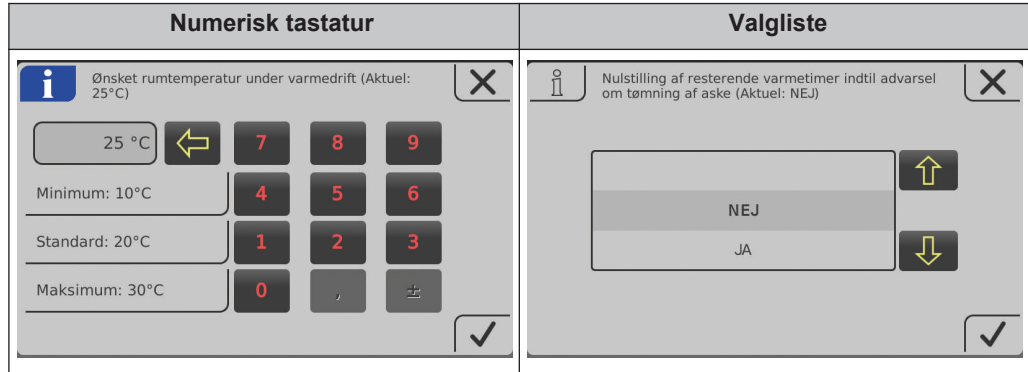 Numerisk tastatur
Valgliste
i
Ønsket rumtemperatur under varmedrift (Aktuel:
25°C)
25 °C
7 8 9
Minimum: 10°C
4 5 6
Standard: 20°C
1 2 3
Maksimum: 30°C
0 , ±
i
Nulstilling af resterende varmetimer indtil advarsel
om tømning af aske (Aktuel: NEJ)
NEJ
JA